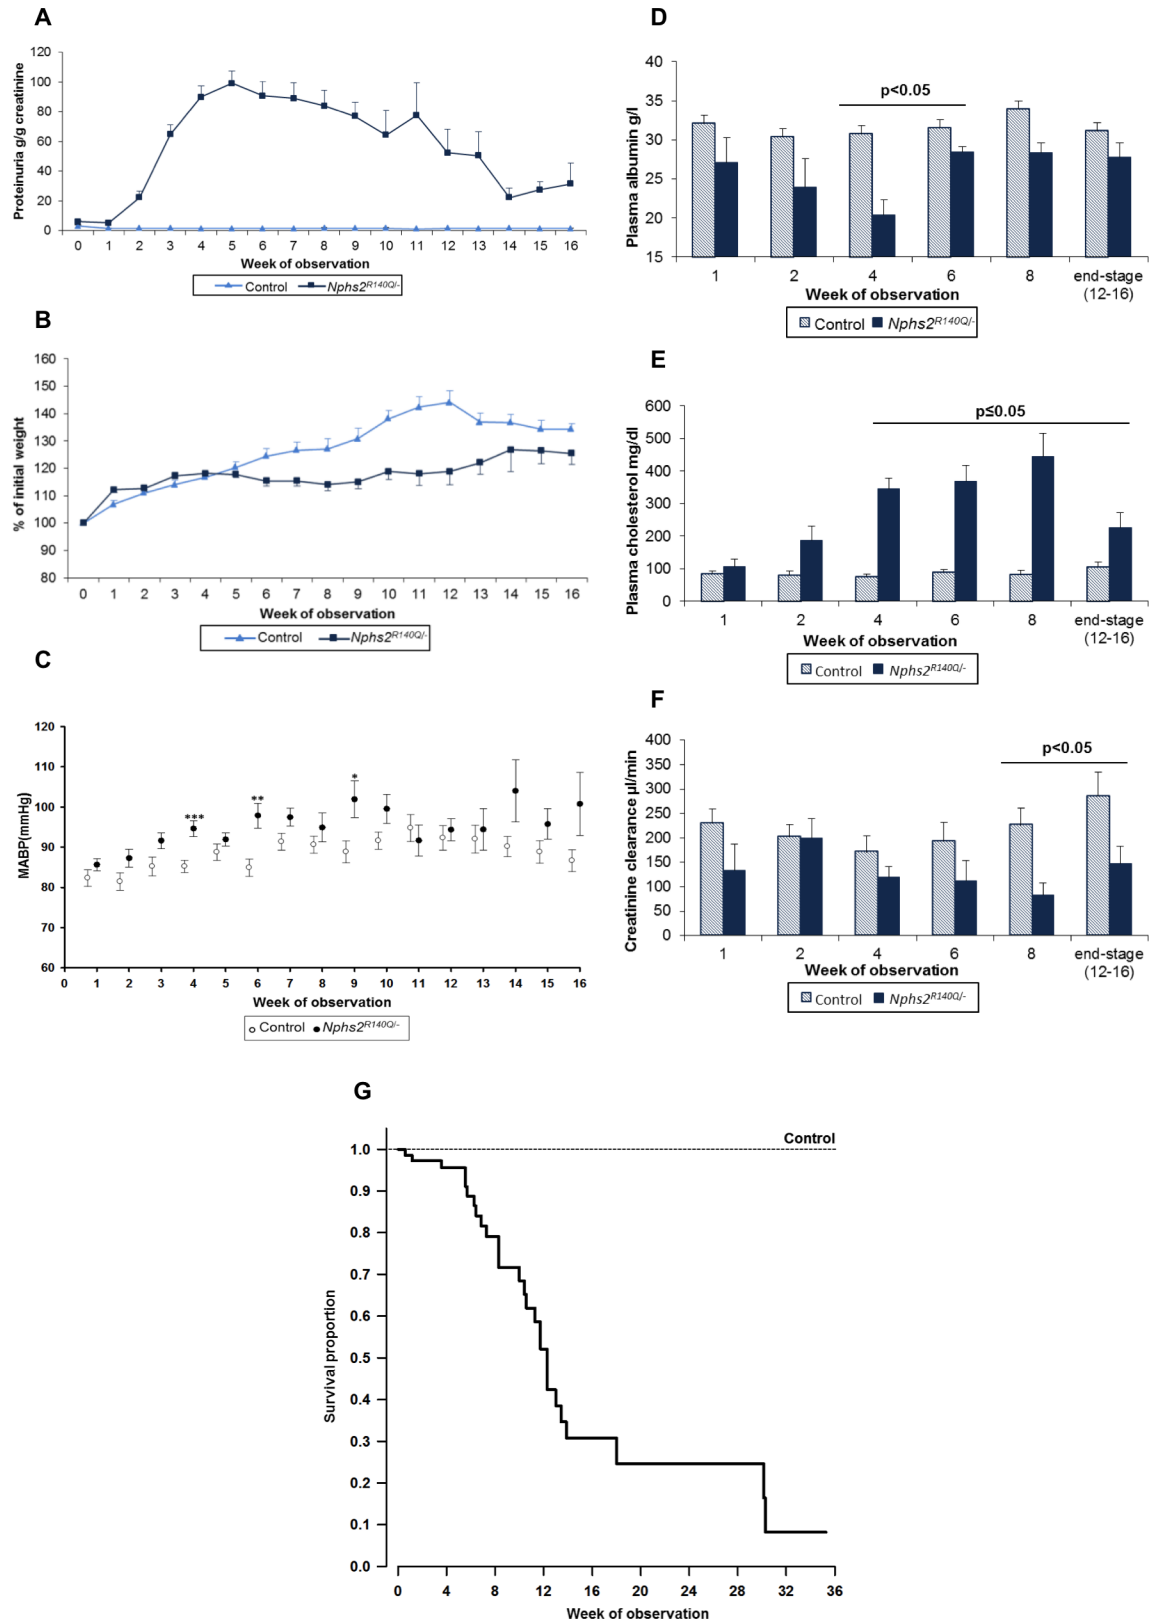 A
Proteinuria g/g creatinine
120
100
80
60
40
20
0
0 1 2 3 4 5 6 7 8 9 10 11 12 13 14 15 16
Week of observation
Control Nphs2R140Q/-
B
% of initial weight
160
150
140
130
120
110
100
90
80
0 1 2 3 4 5 6 7 8 9 10 11 12 13 14 15 16
Week of observation
Control Nphs2R140Q/-
C
MABP(mmHg)
120
110
100
90
80
70
60
*** ** *
0 1 2 3 4 5 6 7 8 9 10 11 12 13 14 15 16
Week of observation
Control Nphs2R140Q/-
D
Plasma albumin g/l
40
35
30
25
20
15
p<0.05
1 2 4 6 8 end-stage
(12-16)
Week of observation
Control Nphs2R140Q/-
E
Plasma cholesterol mg/dl
600
500
400
300
200
100
0
p≤0.05
1 2 4 6 8 end-stage
(12-16)
Week of observation
Control Nphs2R140Q/-
F
Creatinine clearance µl/min
400
350
300
250
200
150
100
50
0
p<0.05
1 2 4 6 8 end-stage
(12-16)
Week of observation
Control Nphs2R140Q/-
G
Control
Survival proportion
1.0
0.9
0.8
0.7
0.6
0.5
0.4
0.3
0.2
0.1
0.0
0 4 8 12 16 20 24 28 32 36
Week of observation